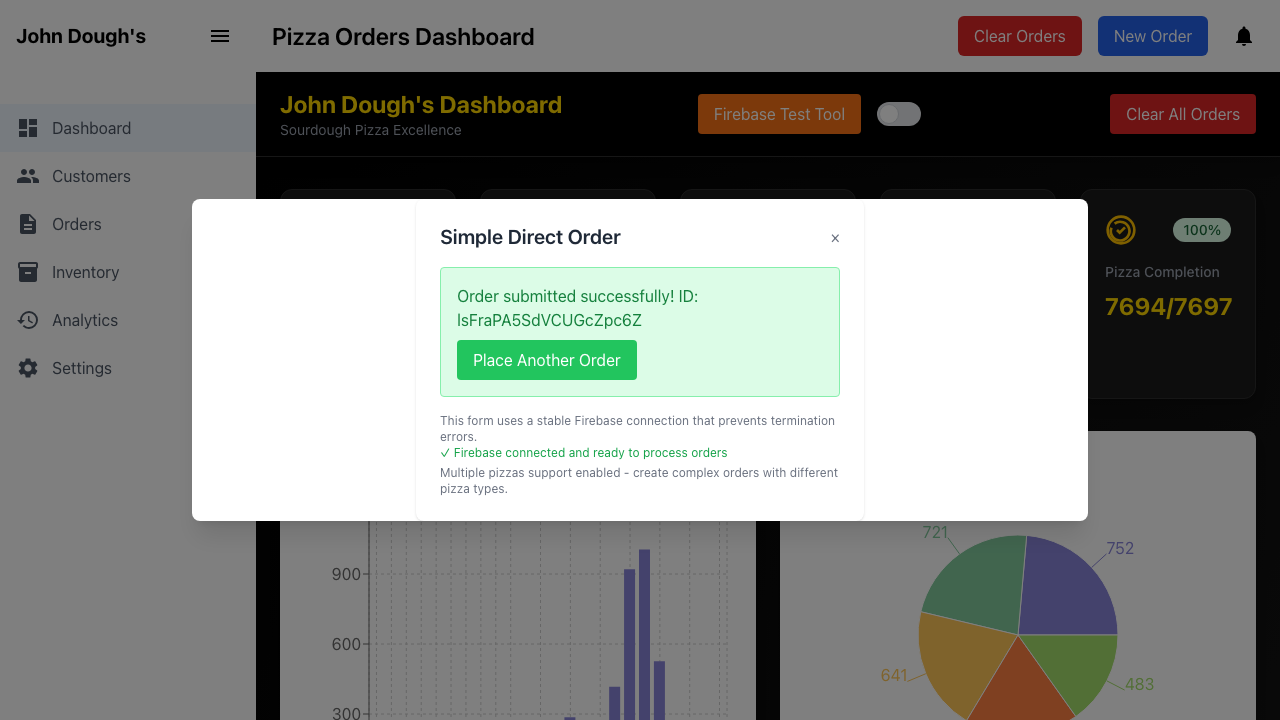 John Dough's
Pizza Orders Dashboard
Clear Orders
New Order
John Dough's Dashboard
Sourdough Pizza Excellence
Firebase Test Tool
Clear All Orders
Dashboard
Customers
Orders
Inventory
Analytics
Settings
100%
Pizza Completion
7694/7697
Simple Direct Order
x
Order submitted successfully! ID:
IsFraPA5SdVCUGcZpc6Z
Place Another Order
This form uses a stable Firebase connection that prevents termination
errors.
✓ Firebase connected and ready to process orders
Multiple pizzas support enabled - create complex orders with different
pizza types.
900
600
300
721
752
641
483